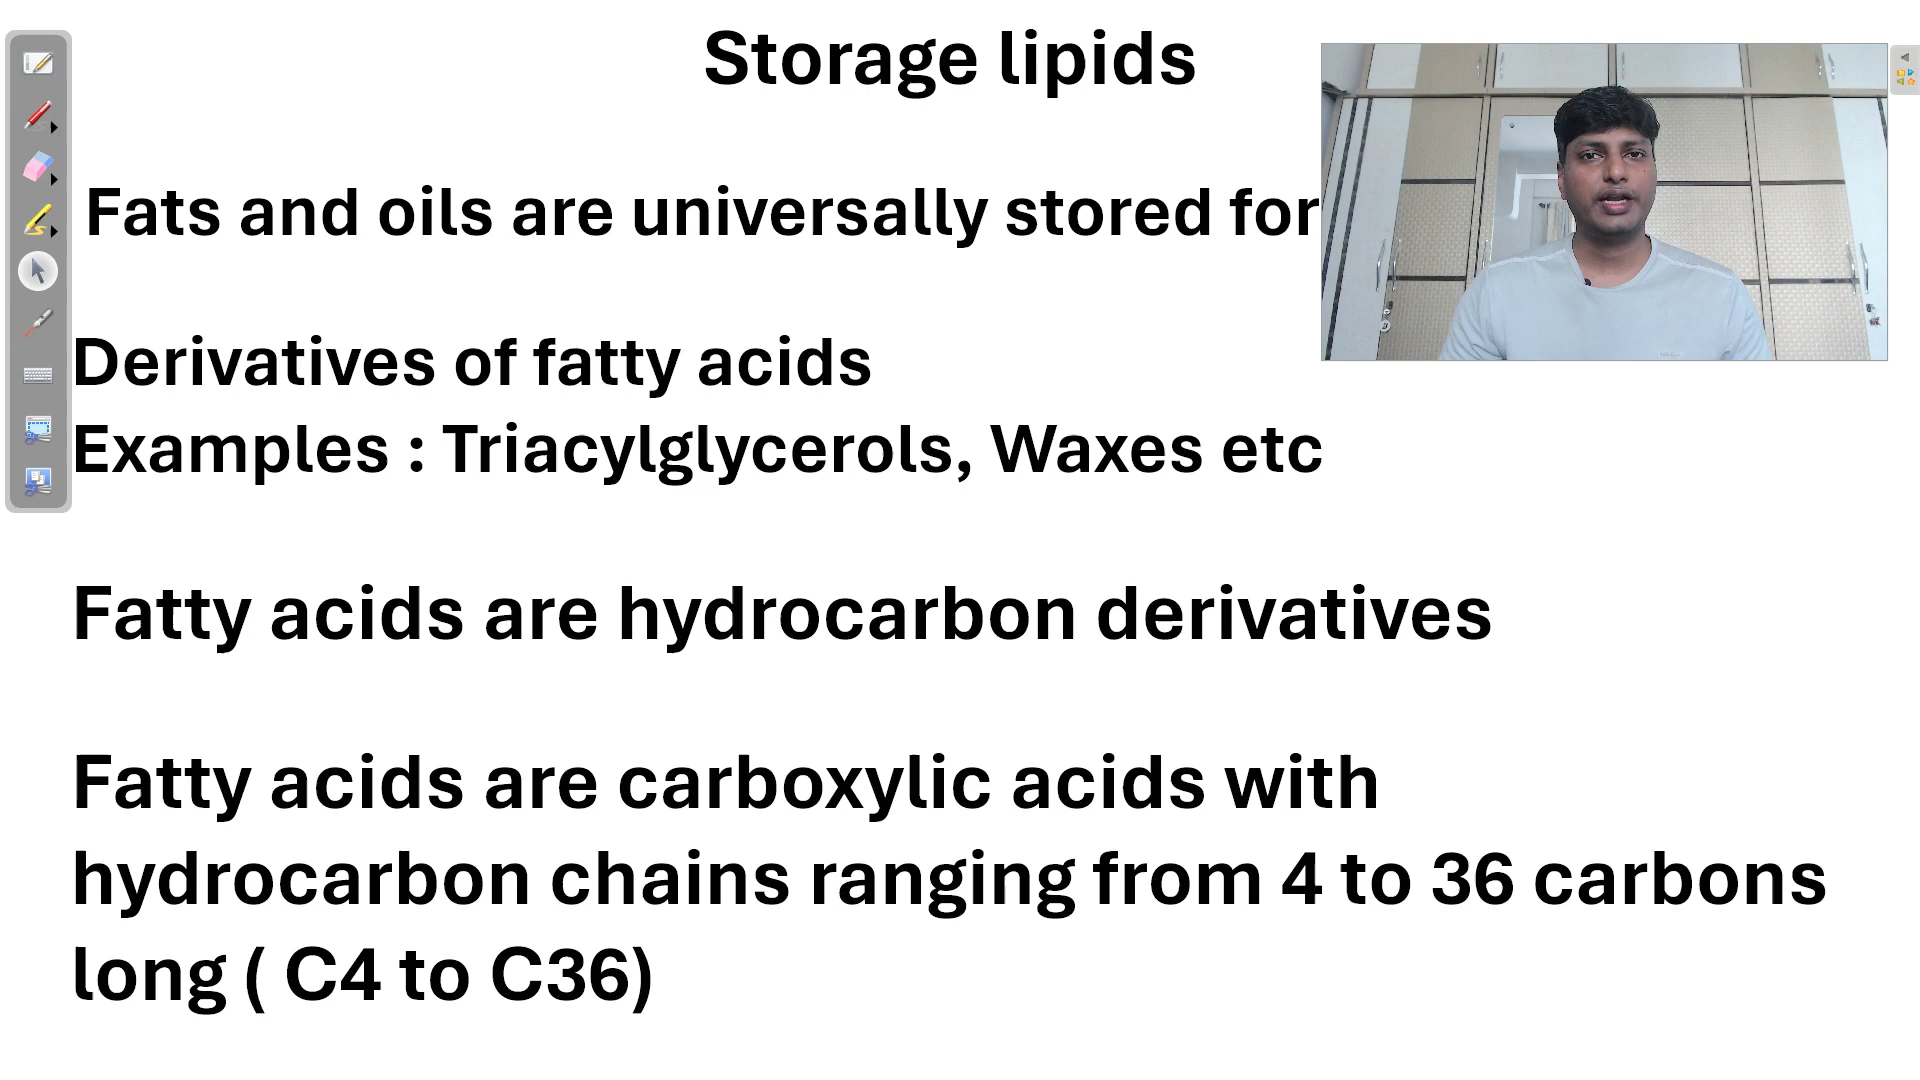 Storage lipids
Fats and oils are universally stored for
Derivatives of fatty acids
Examples : Triacylglycerols, Waxes etc
Fatty acids are hydrocarbon derivatives
Fatty acids are carboxylic acids with
hydrocarbon chains ranging from 4 to 36 carbons
long ( C4 to C36)